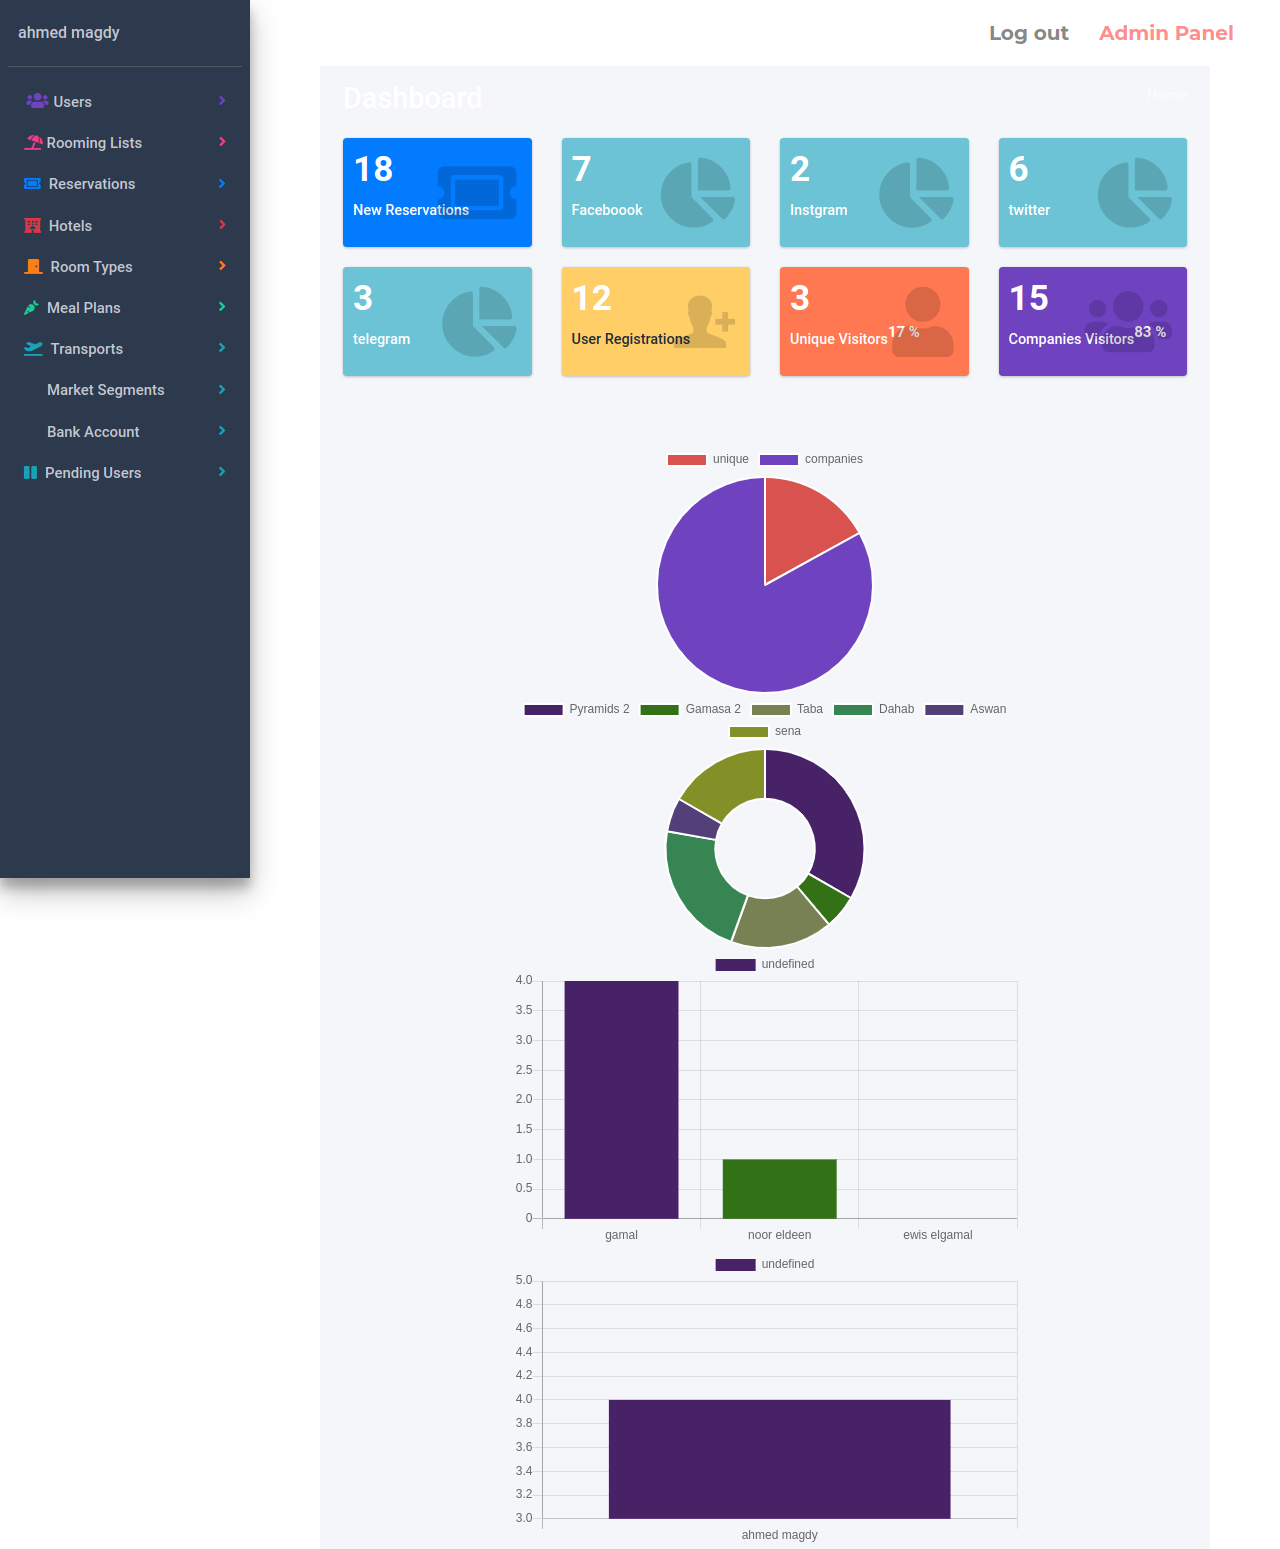 ahmed magdy
Log out Admin Panel
Users
Rooming Lists
Reservations
Hotels
Room Types
Meal Plans
Transports
Market Segments
Bank Account
Pending Users
Dashboard
Home
18
New Reservations
7
Faceboook
2
Instgram
6
twitter
3
telegram
12
User Registrations
3
Unique Visitors 17 %
15
Companies Visitors 83 %
unique companies
Pyramids 2 Gamasa 2 Taba Dahab Aswan
sena
undefined
4.0
3.5
3.0
2.5
2.0
1.5
1.0
0.5
0
gamal noor eldeen ewis elgamal
undefined
5.0
4.8
4.6
4.4
4.2
4.0
3.8
3.6
3.4
3.2
3.0
ahmed magdy